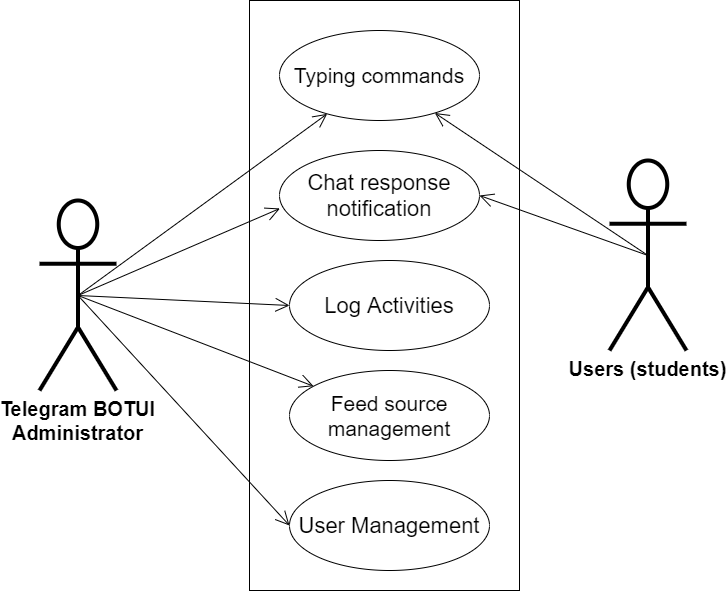 Typing commands
Chat response
notification
Log Activities
Feed source
management
User Management
Telegram BOTUI
Administrator
Users (students)